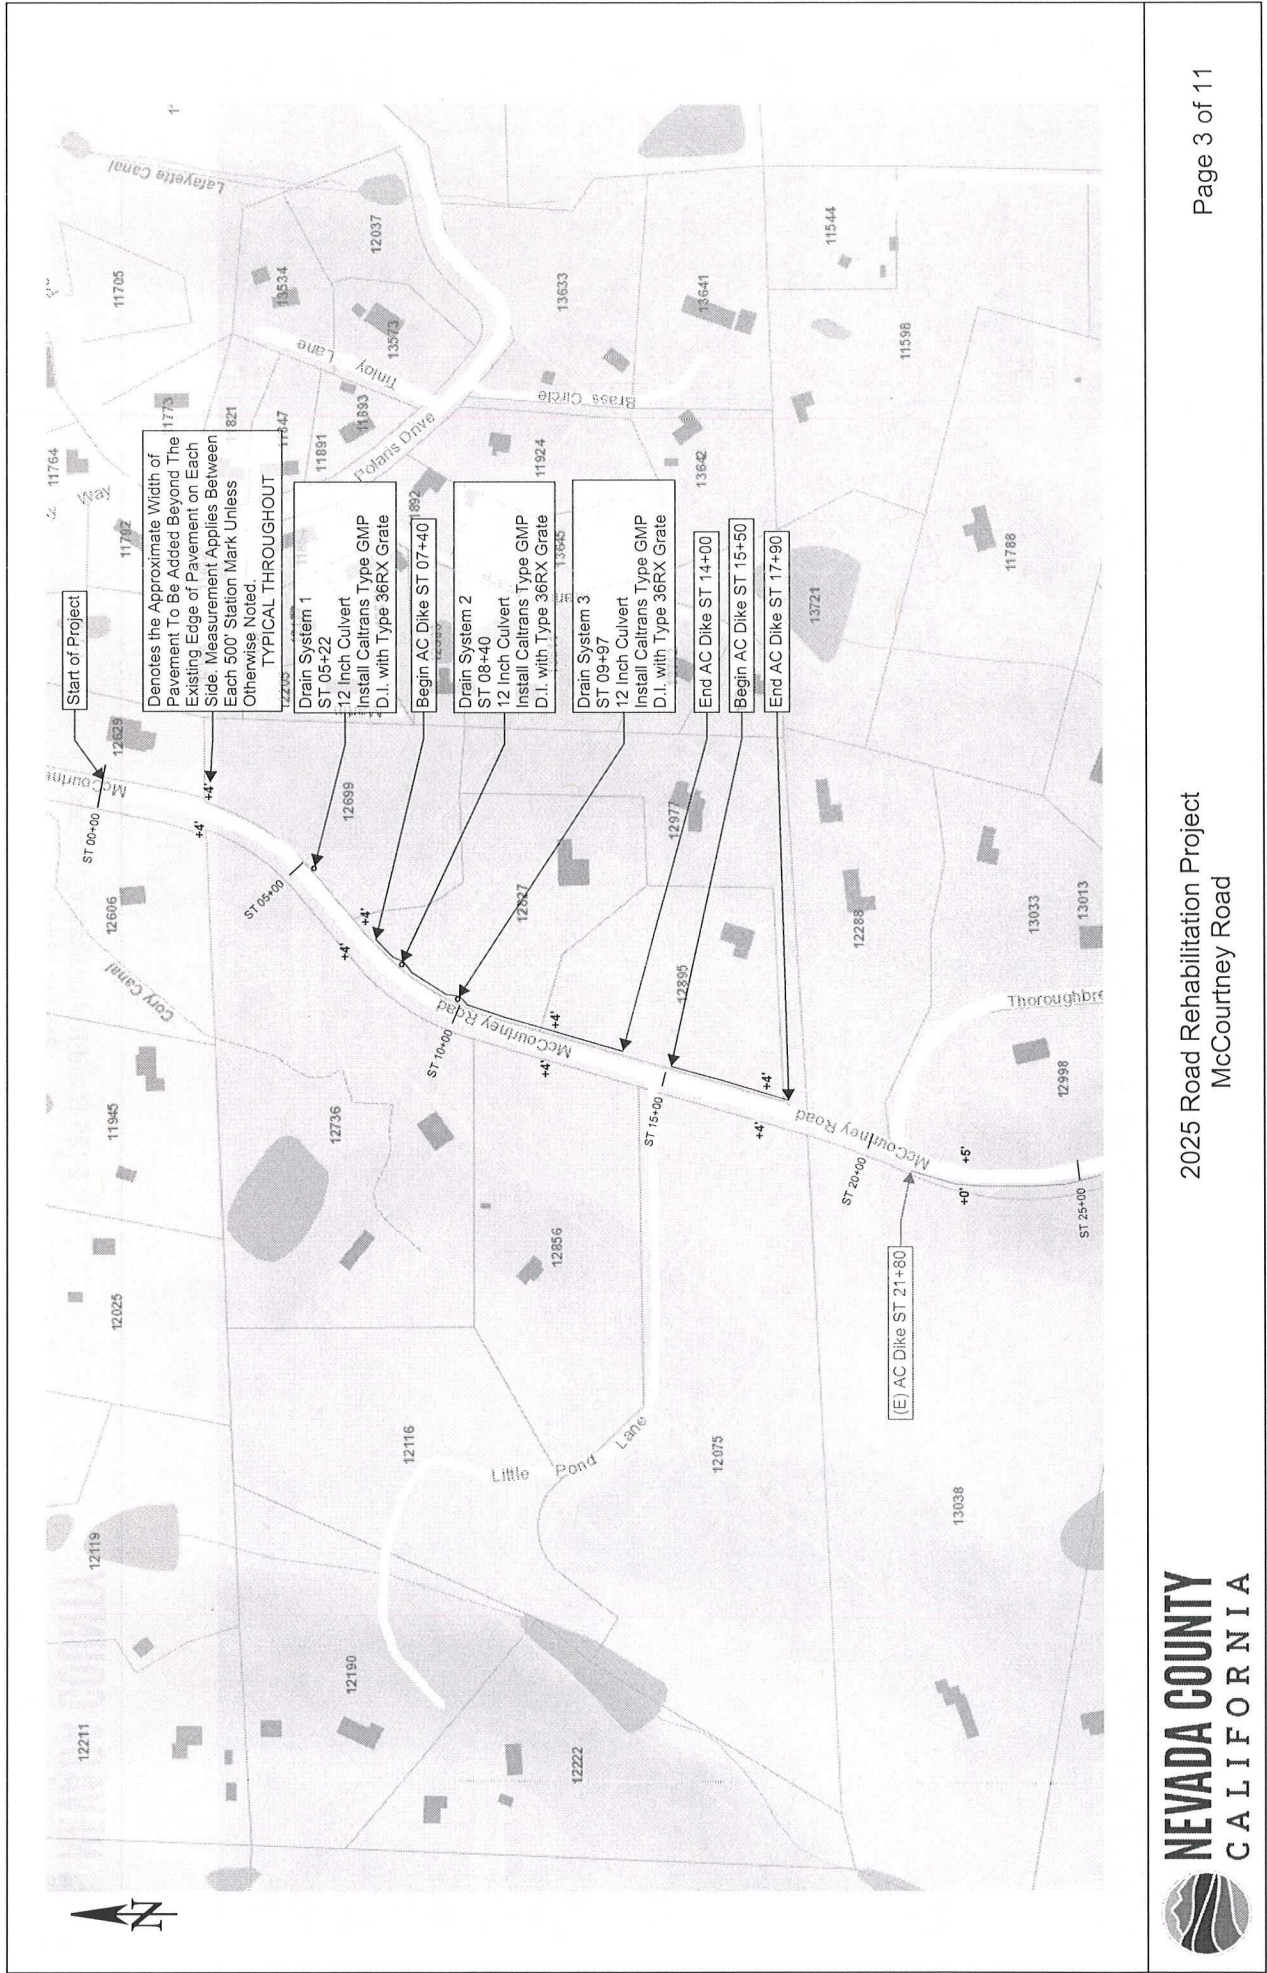 Start of Project
Denotes the Approximate Width of
Pavement To Be Added Beyond The
Existing Edge of Pavement on Each
Side. Measurement Applies Between
Each 500' Station Mark Unless
Otherwise Noted.
TYPICAL THROUGHOUT
Drain System 1
ST 05+22
12 Inch Culvert
Install Caltrans Type GMP
D.I. with Type 36RX Grate
Begin AC Dike ST 07+40
Drain System 2
ST 08+40
12 Inch Culvert
Install Caltrans Type GMP
D.I. with Type 36RX Grate
Drain System 3
ST 09+97
12 Inch Culvert
Install Caltrans Type GMP
D.I. with Type 36RX Grate
End AC Dike ST 14+00
Begin AC Dike ST 15+50
End AC Dike ST 17+90
(E) AC Dike ST 21+80
ST 00+00
ST 05+00
ST 10+00
ST 15+00
ST 20+00
ST 25+00
+4'
+4'
+4'
+4'
+4'
+4'
+4'
+4'
+0'
+5'
McCourtney Road
McCourtney Road
Cory Canal
Lafayette Canal
Tinloy Lane
Polaris Drive
Brass Circle
Little Pond Lane
Way
12211
12119
12025
11945
12606
12629
11792
11764
11705
11821
11891
11893
13534
13573
12037
12190
12116
12736
12699
12222
12856
12827
11924
13633
12075
12895
12977
13642
13641
13038
12288
13721
11544
11598
12998
13033
13013
11788
N
NEVADA COUNTY
CALIFORNIA
2025 Road Rehabilitation Project
McCourtney Road
Page 3 of 11